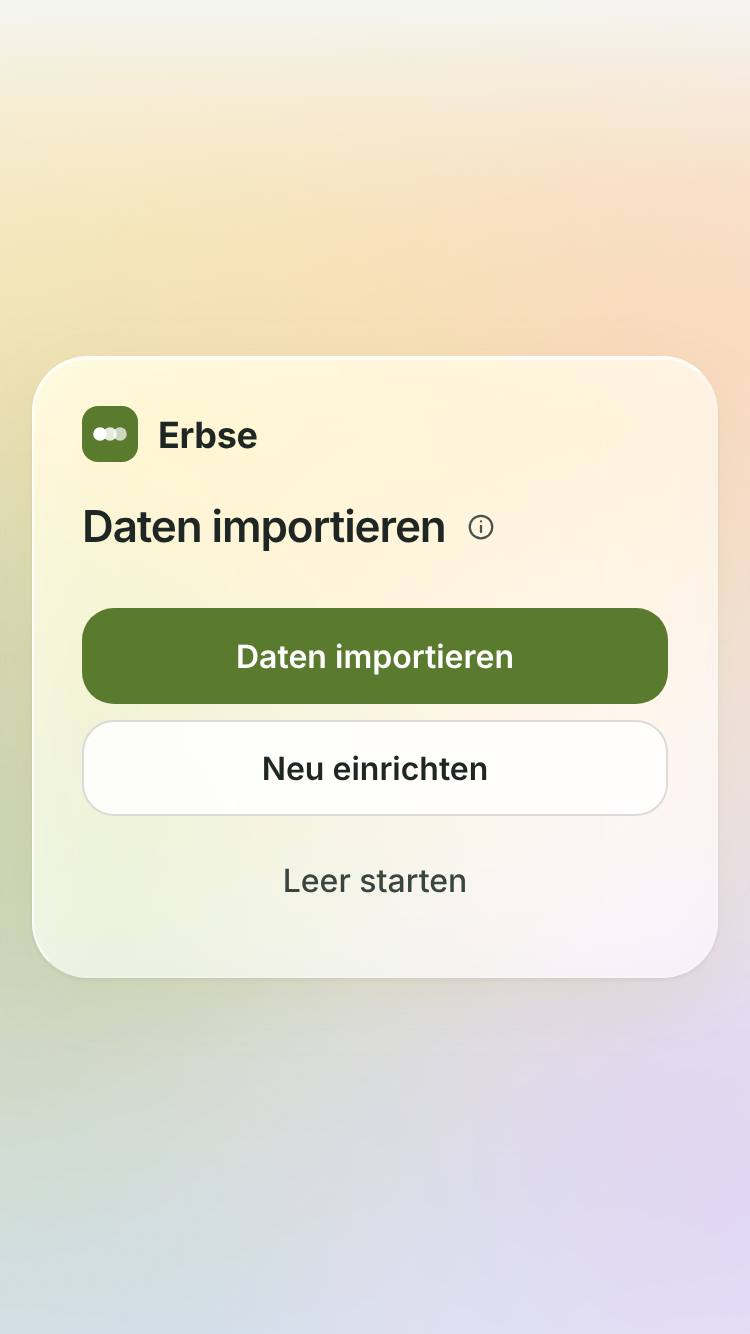 Erbse
Daten importieren
Daten importieren
Neu einrichten
Leer starten